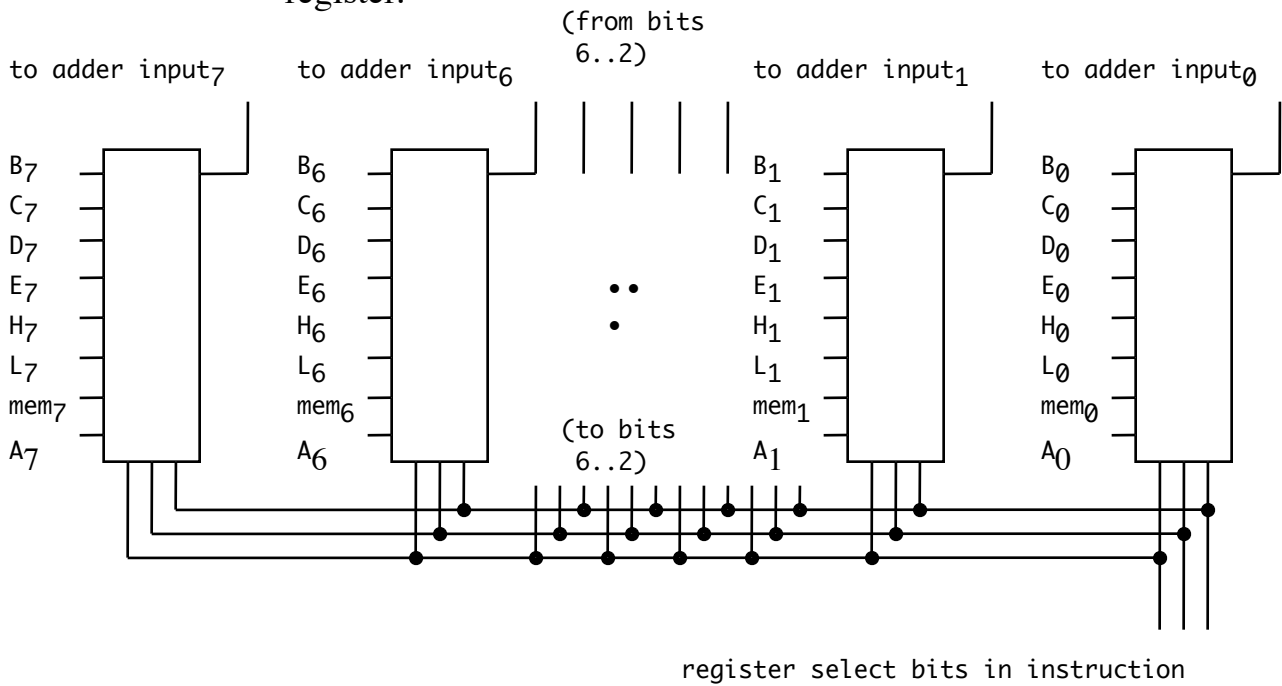 register.
(from bits
6..2)
to adder input7 to adder input6 to adder input1 to adder input0
B7 B6 B1 B0
C7 C6 C1 C0
D7 D6 D1 D0
E7 E6 E1 E0
H7 H6 H1 H0
L7 L6 L1 L0
mem7 mem6 mem1 mem0
(to bits
A7 A6 6..2) A1 A0
register select bits in instruction